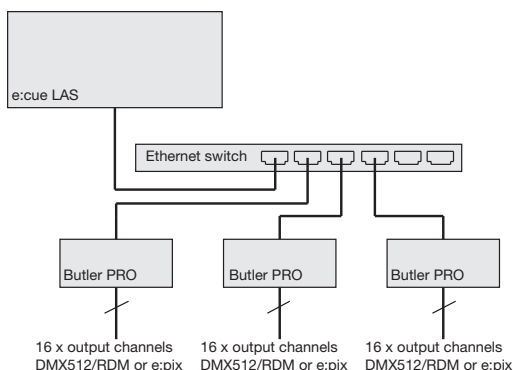 e:cue LAS
Ethernet switch
Butler PRO
Butler PRO
Butler PRO
16 x output channels
DMX512/RDM or e:pix
16 x output channels
DMX512/RDM or e:pix
16 x output channels
DMX512/RDM or e:pix